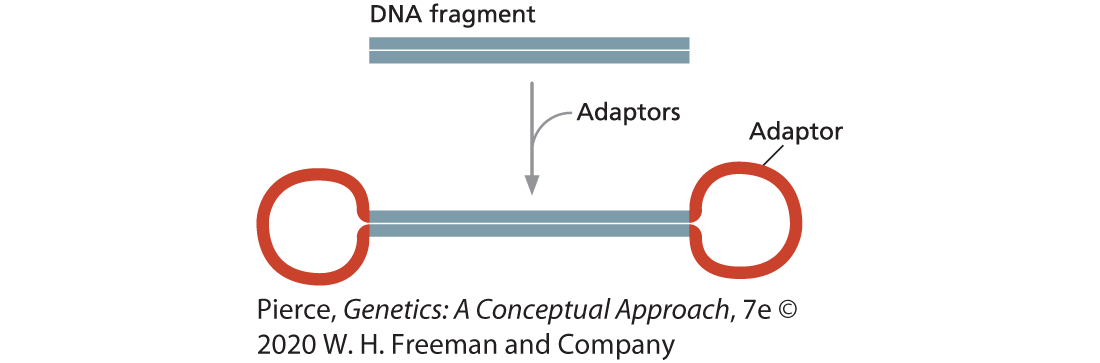 DNA fragment
Adaptors
Adaptor
Pierce, Genetics: A Conceptual Approach, 7e ©
2020 W. H. Freeman and Company